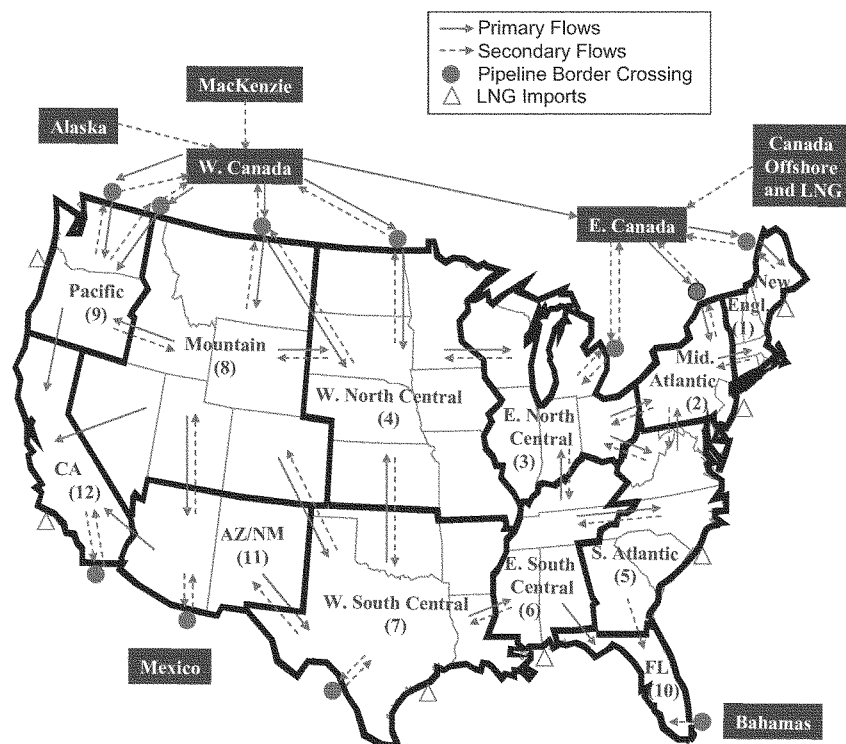 Primary Flows
Secondary Flows
Pipeline Border Crossing
LNG Imports
MacKenzie
Alaska
W. Canada
Canada
Offshore
and LNG
E. Canada
Pacific
(9)
Mountain
(8)
W. North Central
(4)
E. North
Central
(3)
Mid.
Atlantic
(2)
New
Engl.
(1)
CA
(12)
AZ/NM
(11)
W. South Central
(7)
E. South
Central
(6)
S. Atlantic
(5)
FL
(10)
Mexico
Bahamas